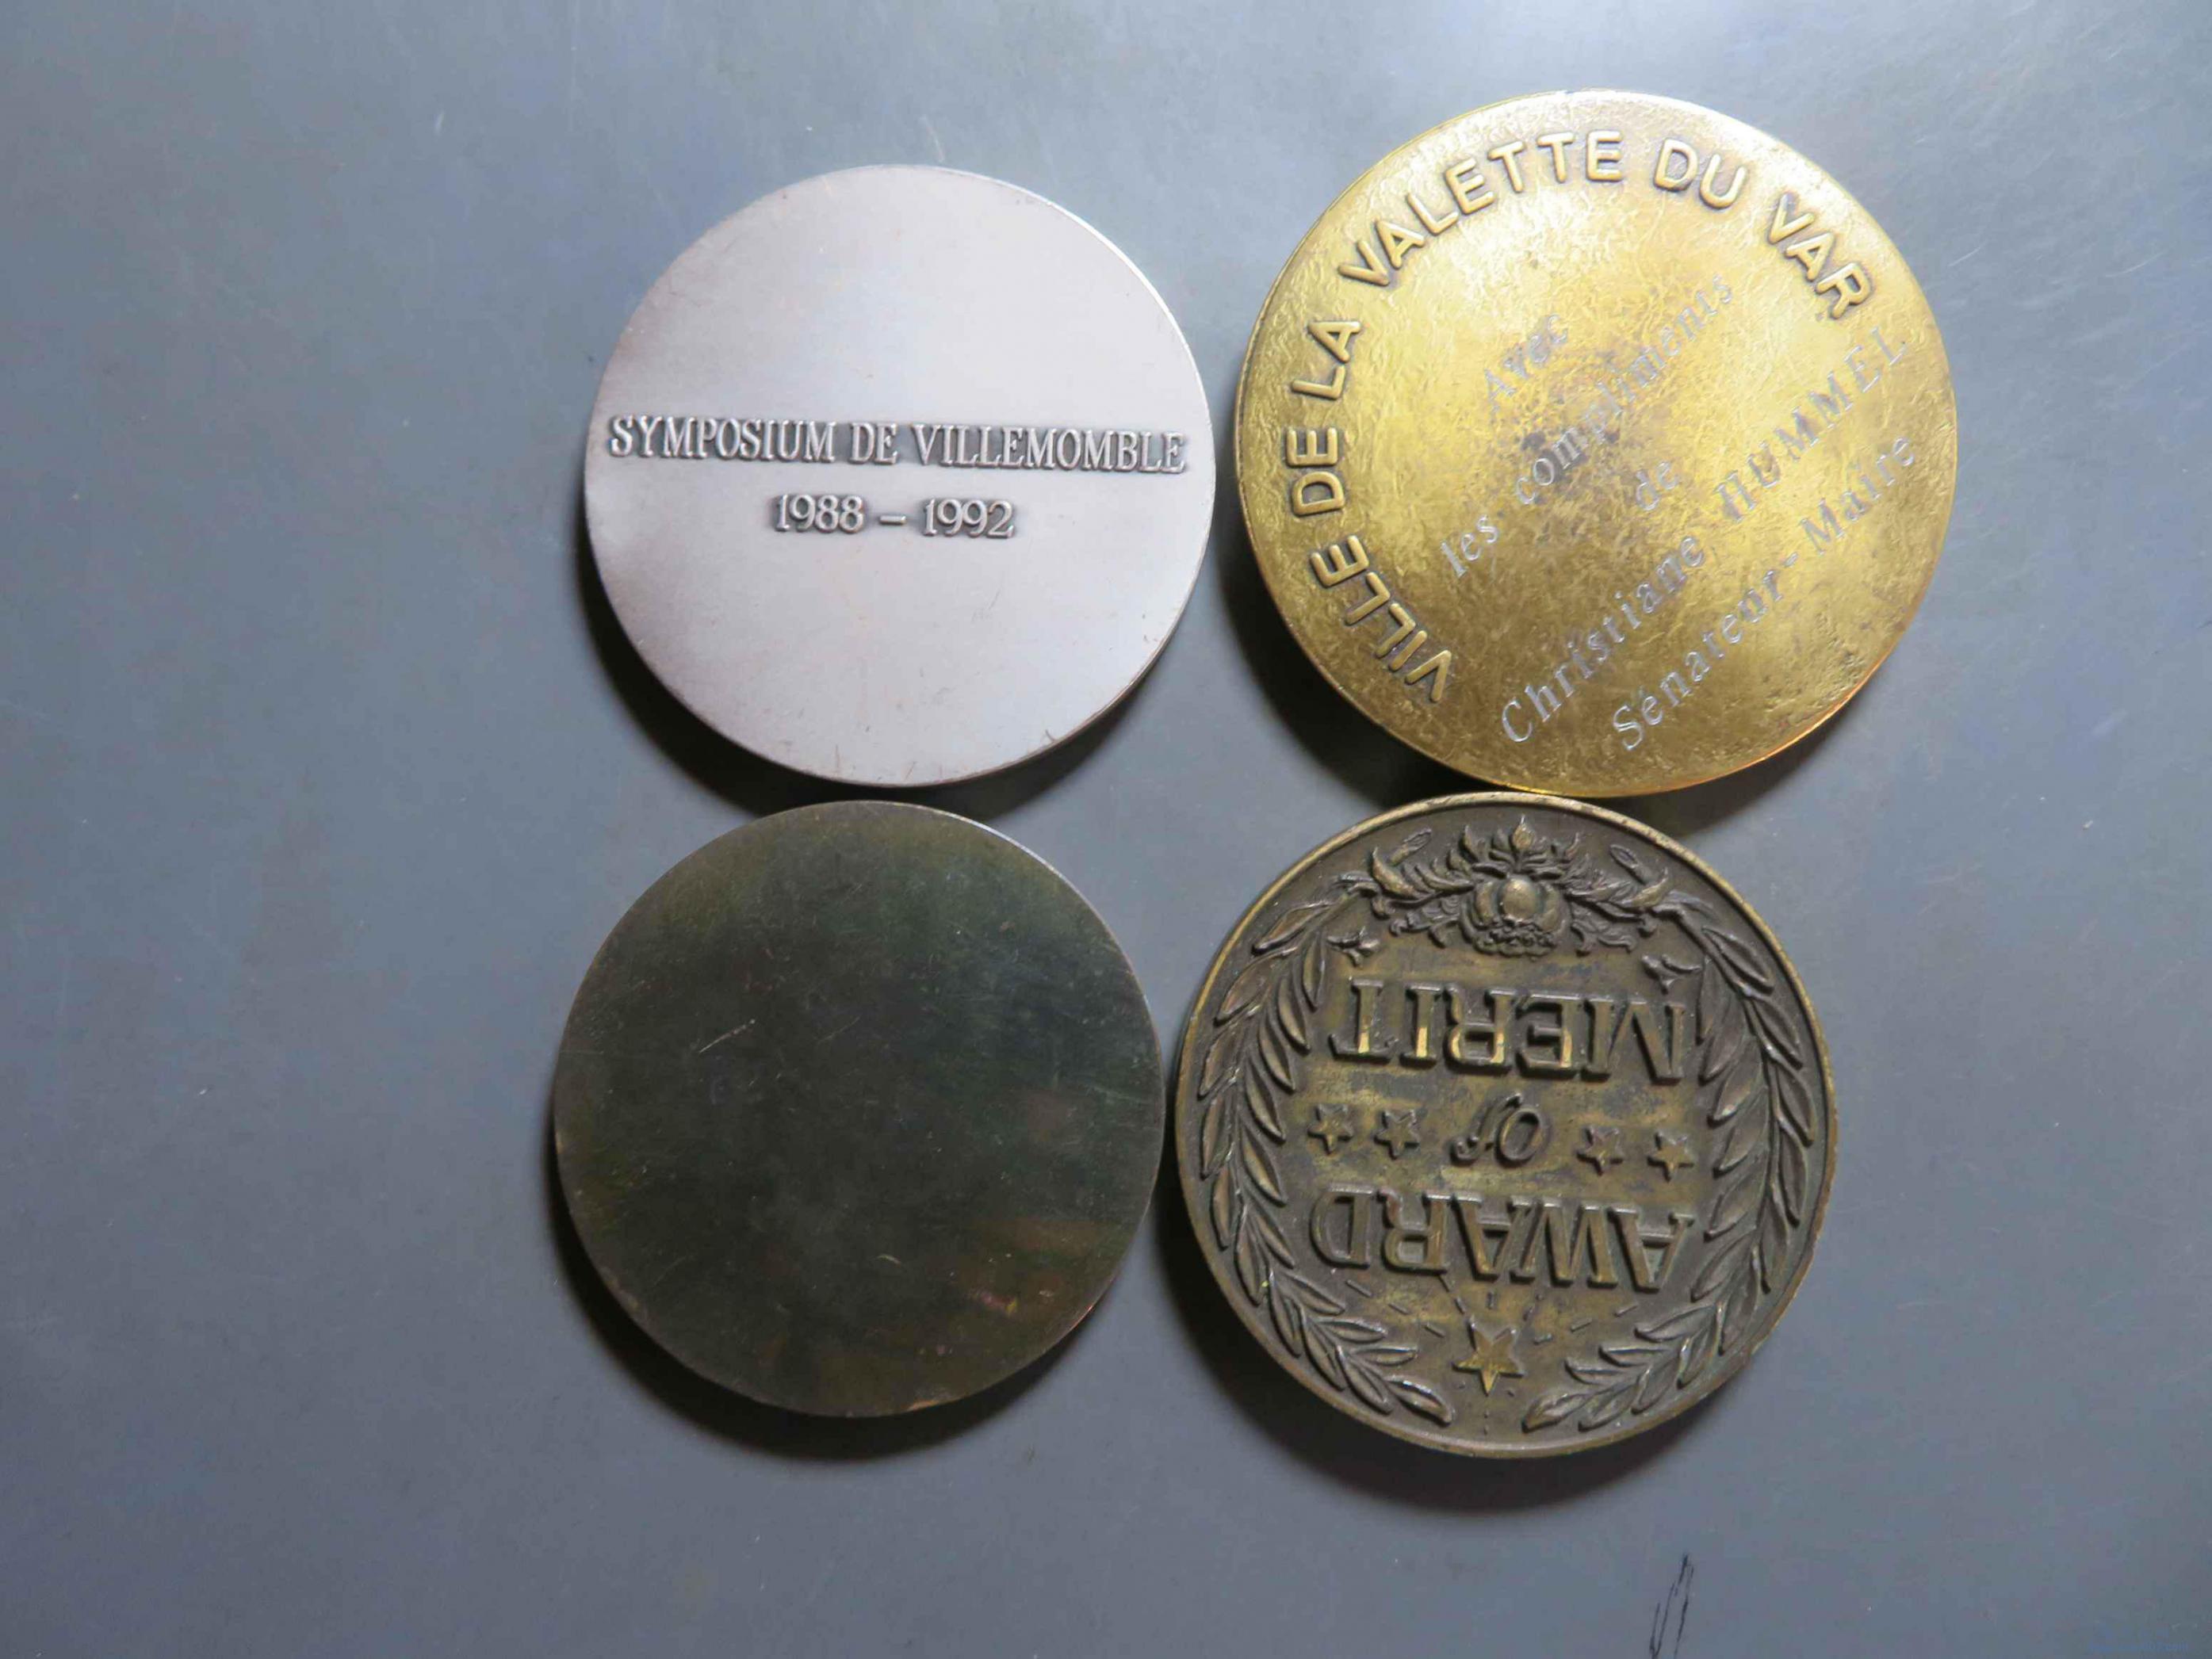 SYMPOSIUM DE VILLEMOMBLE
1988 – 1992
VILLE DE LA VALETTE DU VAR
Avec
les compliments
de
Christiane HUMMEL
Sénateur - Maire
AWARD
of
MERIT